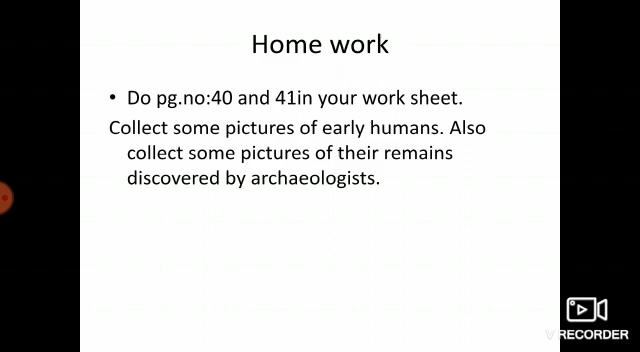 Home work
• Do pg.no:40 and 41in your work sheet.
Collect some pictures of early humans. Also
collect some pictures of their remains
discovered by archaeologists.
V RECORDER